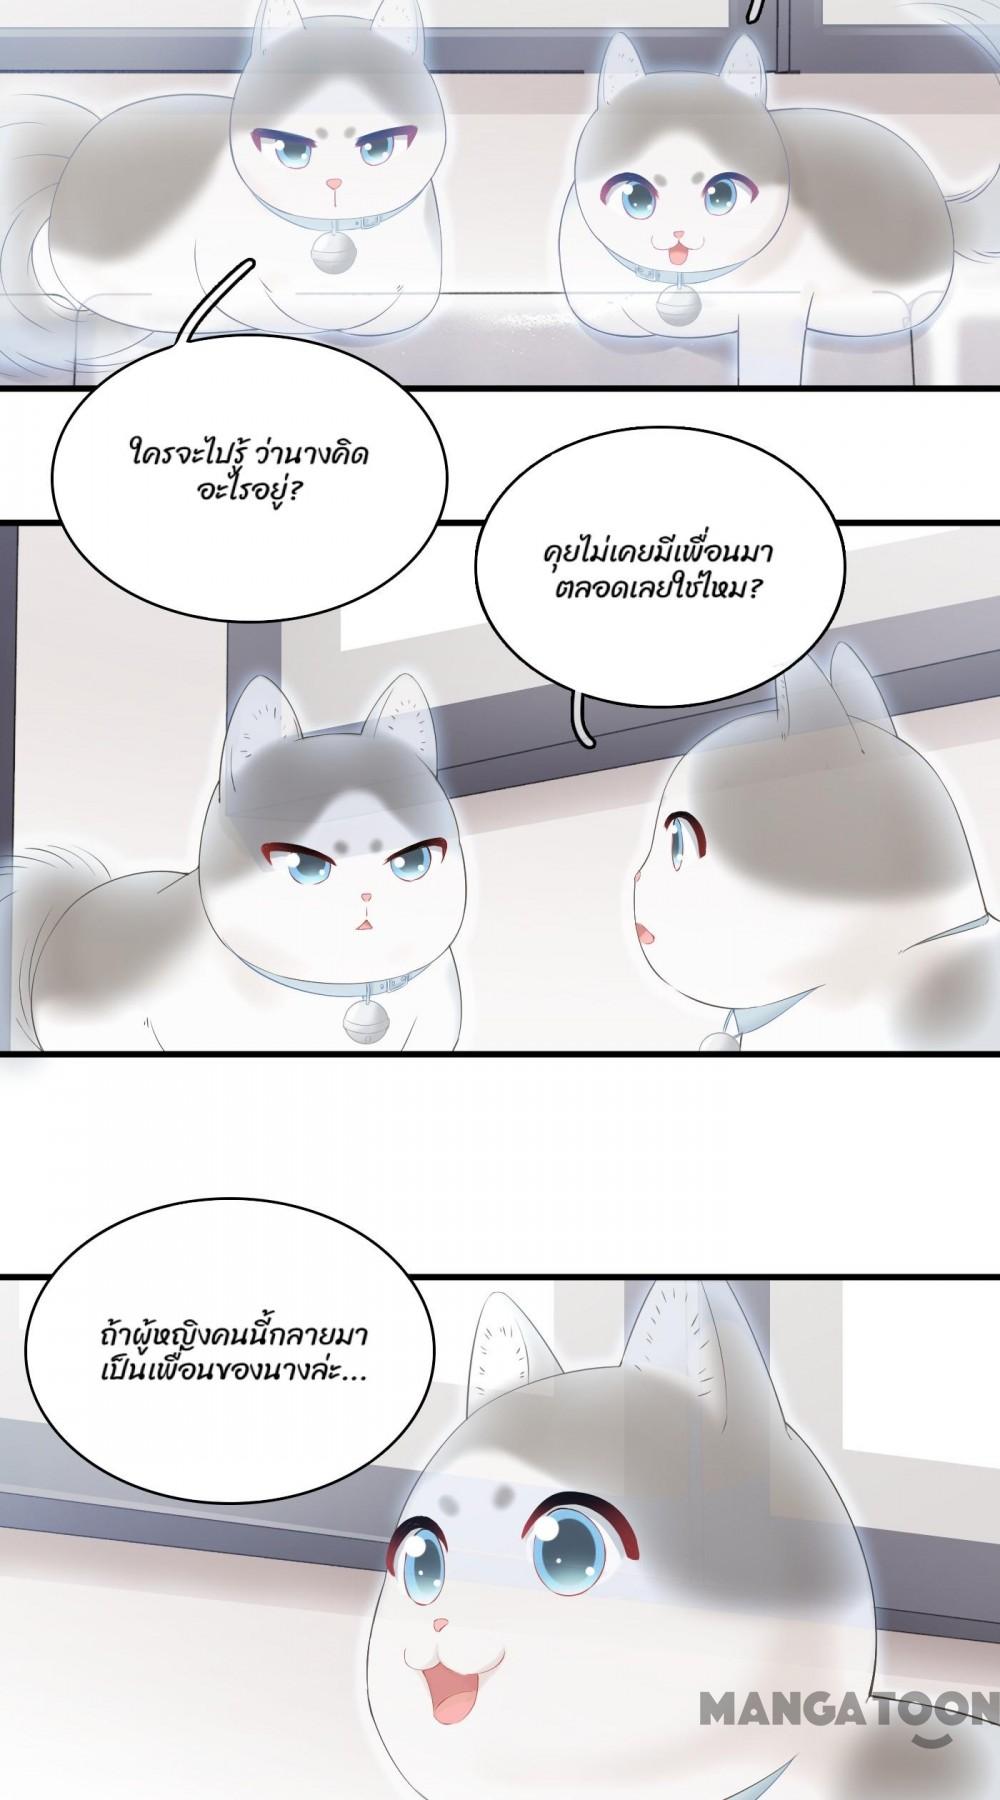 ใครจะไปรู้ ว่านางคิด
อะไรอยู่?
คุยไม่เคยมีเพื่อนมา
ตลอดเลยใช่ไหม?
ถ้าผู้หญิงคนนี้กลายมา
เป็นเพื่อนของนางล่ะ...
MANGATOON